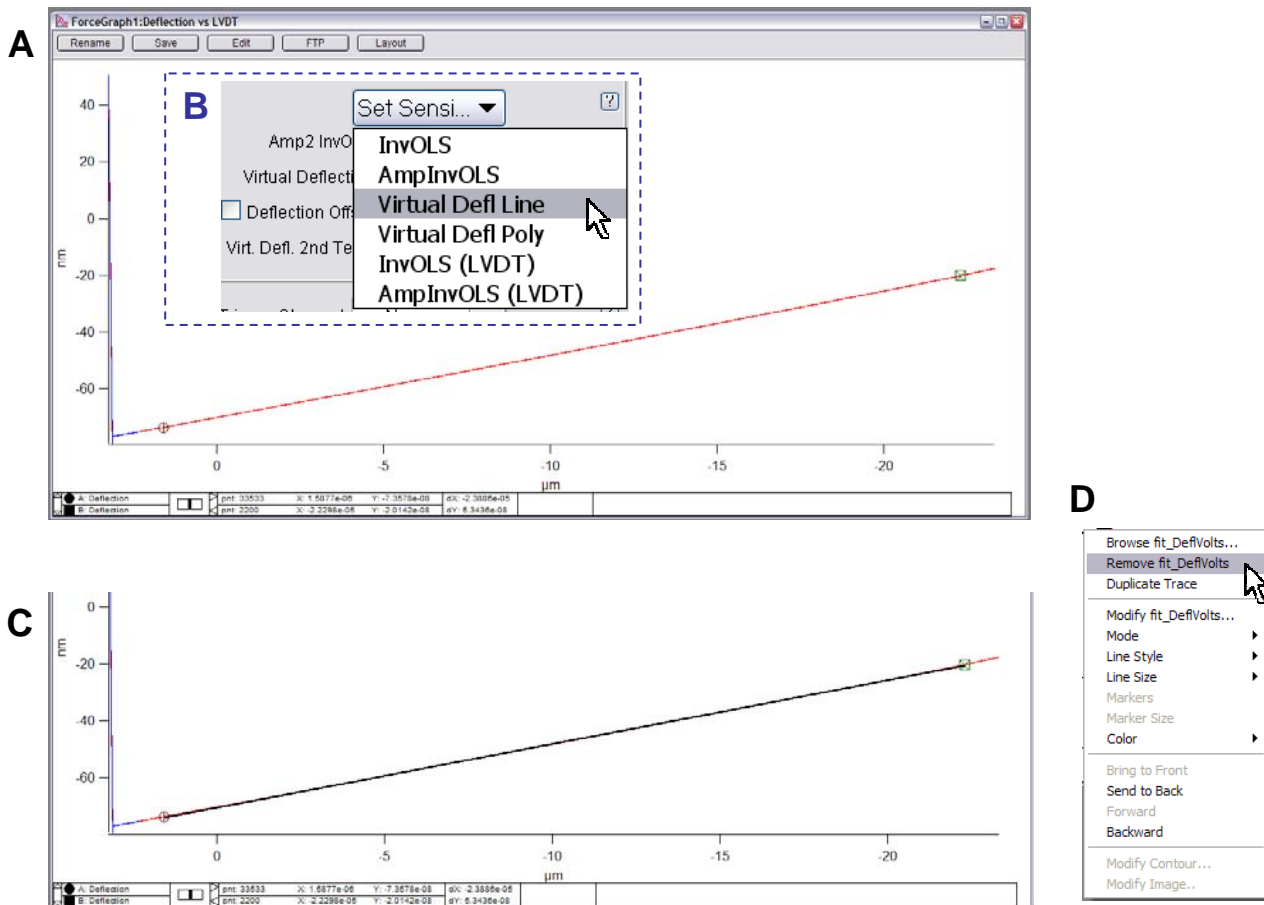 A
ForceGraph1:Deflection vs LVDT
Rename Save Edit FTP Layout
B
Set Sensi...
?
Amp2 InvO
Virtual Deflecti
Deflection Offs
Virt. Defl. 2nd Te
InvOLS
AmpInvOLS
Virtual Defl Line
Virtual Defl Poly
InvOLS (LVDT)
AmpInvOLS (LVDT)
40
20
0
-20
-40
-60
nm
0 -5 -10 -15 -20
µm
A: Deflection pnt: 33533 X: 1.5877e-06 Y: -7.3578e-08 dX: -2.3886e-05
B: Deflection pnt: 2200 X: -2.2298e-05 Y: -2.0142e-08 dY: 5.3436e-08
C
0
-20
-40
-60
nm
0 -5 -10 -15 -20
µm
A: Deflection pnt: 33533 X: 1.5877e-06 Y: -7.3578e-08 dX: -2.3886e-05
B: Deflection pnt: 2200 X: -2.2298e-05 Y: -2.0142e-08 dY: 5.3436e-08
D
Browse fit_DeflVolts...
Remove fit_DeflVolts
Duplicate Trace
Modify fit_DeflVolts...
Mode
Line Style
Line Size
Markers
Marker Size
Color
Bring to Front
Send to Back
Forward
Backward
Modify Contour...
Modify Image..